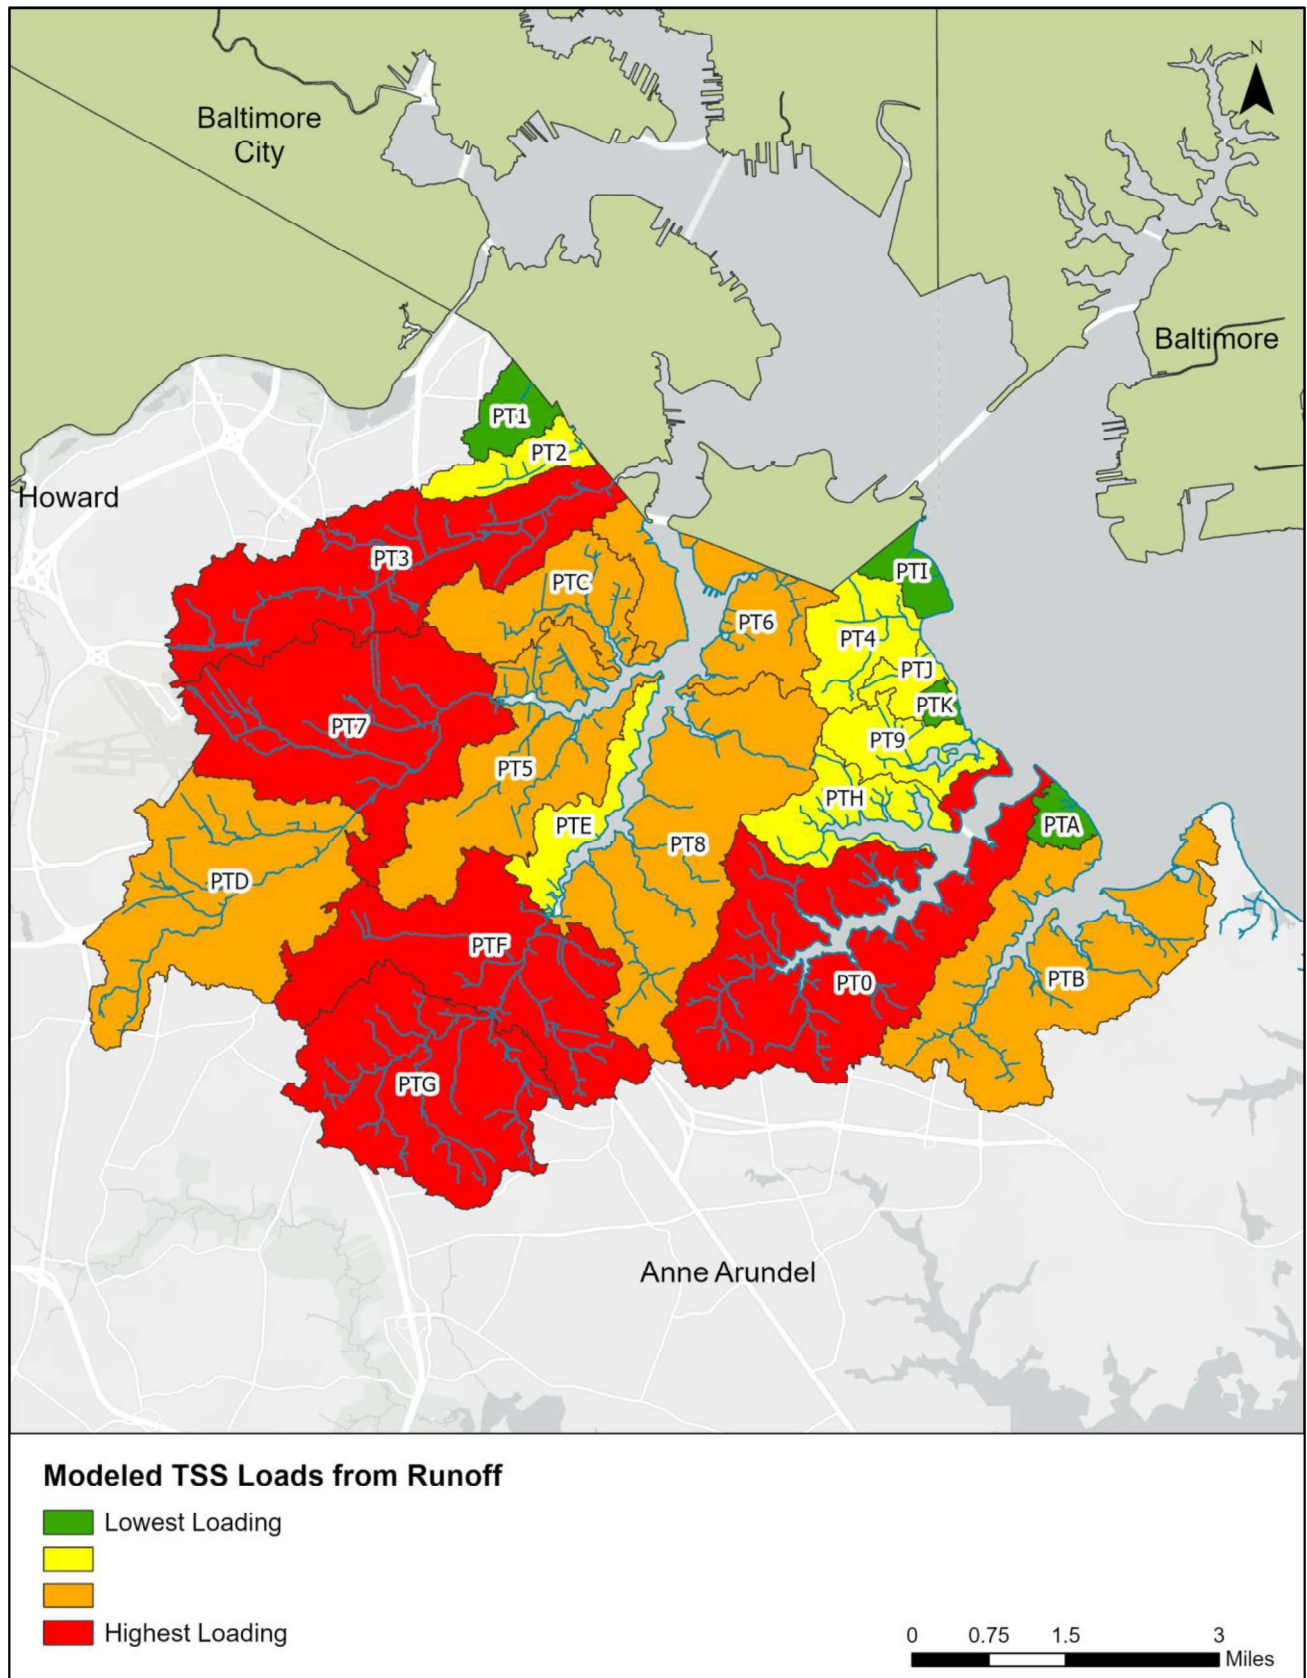 N
Baltimore
City
Baltimore
PT1
PT2
Howard
PT3
PTC
PTI
PT6
PT4
PTJ
PTK
PT7
PT9
PT5
PTH
PTE
PTA
PT8
PTD
PTF
PT0
PTB
PTG
Anne Arundel
Modeled TSS Loads from Runoff
Lowest Loading
Highest Loading
0 0.75 1.5 3
Miles